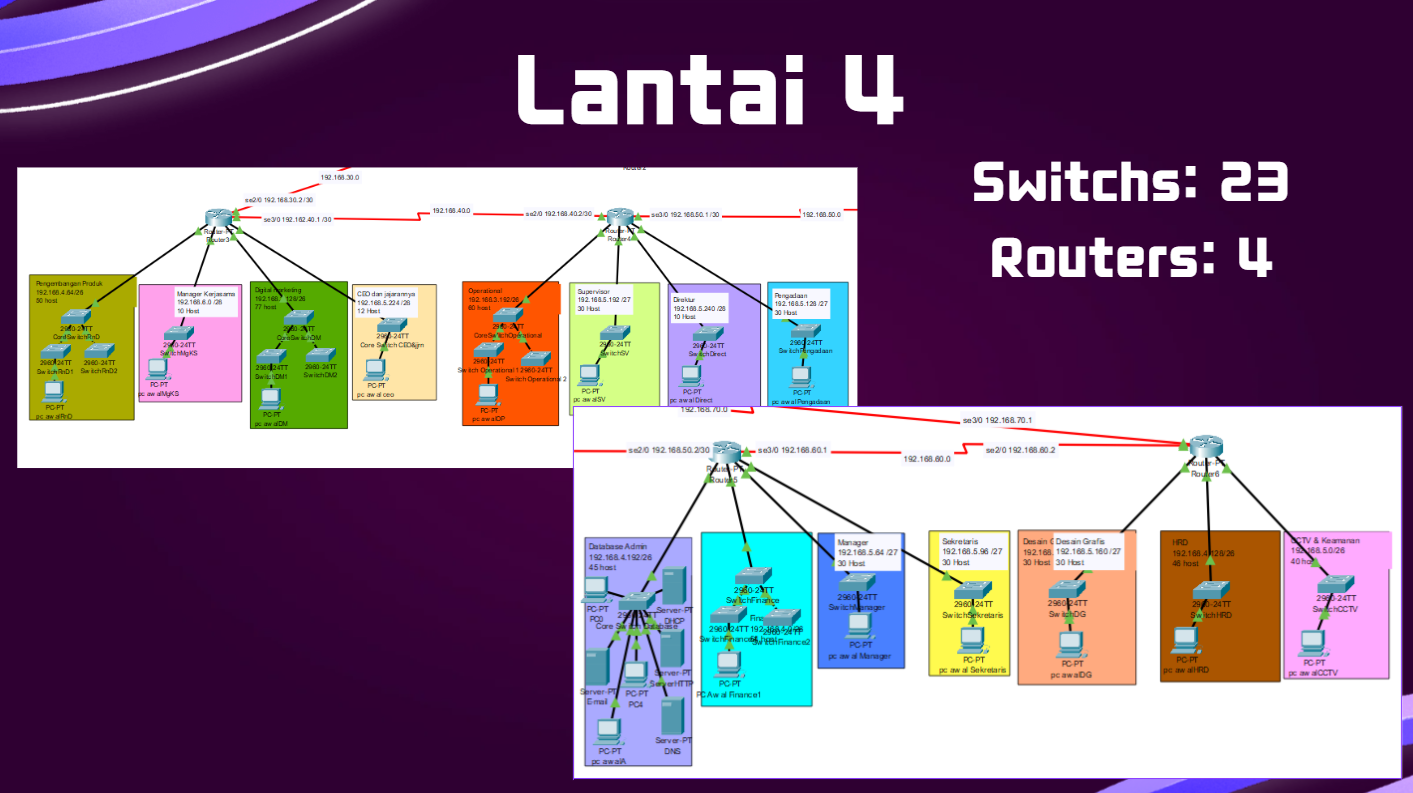 Lantai 4
Switchs: 23
Routers: 4
192.168.30.0
se2/0 192.168.30.2 /30
se3/0 192.162.40.1 /30
192.168.40.0
se2/0 192.168.40.2/30
se3/0 192.168.50.1 /30
192.168.50.0
Router-PT
Router3
Router-PT
Router4
Pengembangan Produk
192.168.4.64/26
50 host
2960-24TT
CoreSwitchRnD
2960-24TT
SwitchRnD1
2960-24TT
SwitchRnD2
PC-PT
pc awalRnD
Manager Kerjasama
192.168.6.0 /28
10 Host
2960-24TT
SwitchMgKS
PC-PT
pc awalMgKS
Digital marketing
77 host
2960-24TT
CoreSwitchDM
2960-24TT
SwitchDM1
2960-24TT
SwitchDM2
PC-PT
pc awalDM
CEO dan jajarannya
192.168.5.224 /28
12 Host
2960-24TT
Core Switch CEO&jjrn
PC-PT
pc awal ceo
Operational
192.168.3.192/26
60 host
2960-24TT
CoreSwitchOperational
2960-24TT
Switch Operational 1
2960-24TT
Switch Operational 2
PC-PT
pc awalOP
Supervisor
192.168.5.192 /27
30 Host
2960-24TT
SwitchSV
PC-PT
pc awalSV
Direktur
192.168.5.240 /28
10 Host
2960-24TT
SwitchDirect
PC-PT
pc awalDirect
Pengadaan
192.168.5.128 /27
30 Host
2960-24TT
SwitchPengadaan
PC-PT
pc awalPengadaan
192.168.70.0
se3/0 192.168.70.1
se2/0 192.168.50.2/30
se3/0 192.168.60.1
192.168.60.0
se2/0 192.168.60.2
Router-PT
Router5
Router-PT
Router6
Database Admin
192.168.4.192/26
45 host
PC-PT
PC0
Core Switch Database
Server-PT
DHCP
Server-PT
E-mail
PC-PT
PC4
Server-PT
ServerHTTP
Server-PT
DNS
PC-PT
pc awalA
2960-24TT
SwitchFinance
2960-24TT
2960-24TT
SwitchFinance2
PC-PT
PC Awal Finance1
Manager
192.168.5.64 /27
30 Host
2960-24TT
SwitchManager
PC-PT
pc awal Manager
Sekretaris
192.168.5.96 /27
30 Host
2960-24TT
SwitchSekretaris
PC-PT
pc awal Sekretaris
Desain Grafis
192.168.5.160 /27
30 Host
2960-24TT
SwitchDG
PC-PT
pc awalDG
HRD
192.168.4.128/26
46 host
2960-24TT
SwitchHRD
PC-PT
pc awalHRD
CCTV & Keamanan
192.168.5.0/26
40 host
2960-24TT
SwitchCCTV
PC-PT
pc awalCCTV